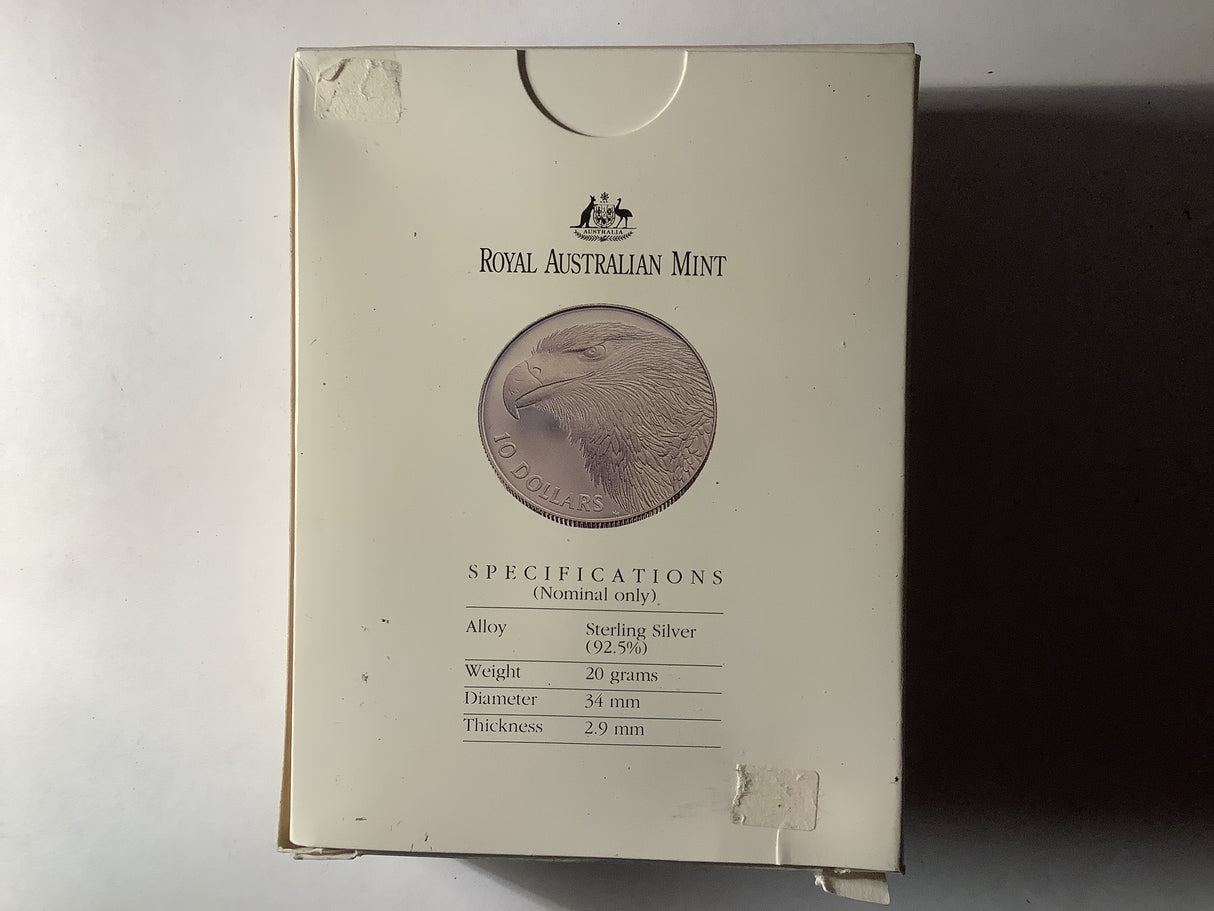 AUSTRALIA
ROYAL AUSTRALIAN MINT
10 DOLLARS
SPECIFICATIONS
(Nominal only)
Alloy Sterling Silver
(92.5%)
Weight 20 grams
Diameter 34 mm
Thickness 2.9 mm